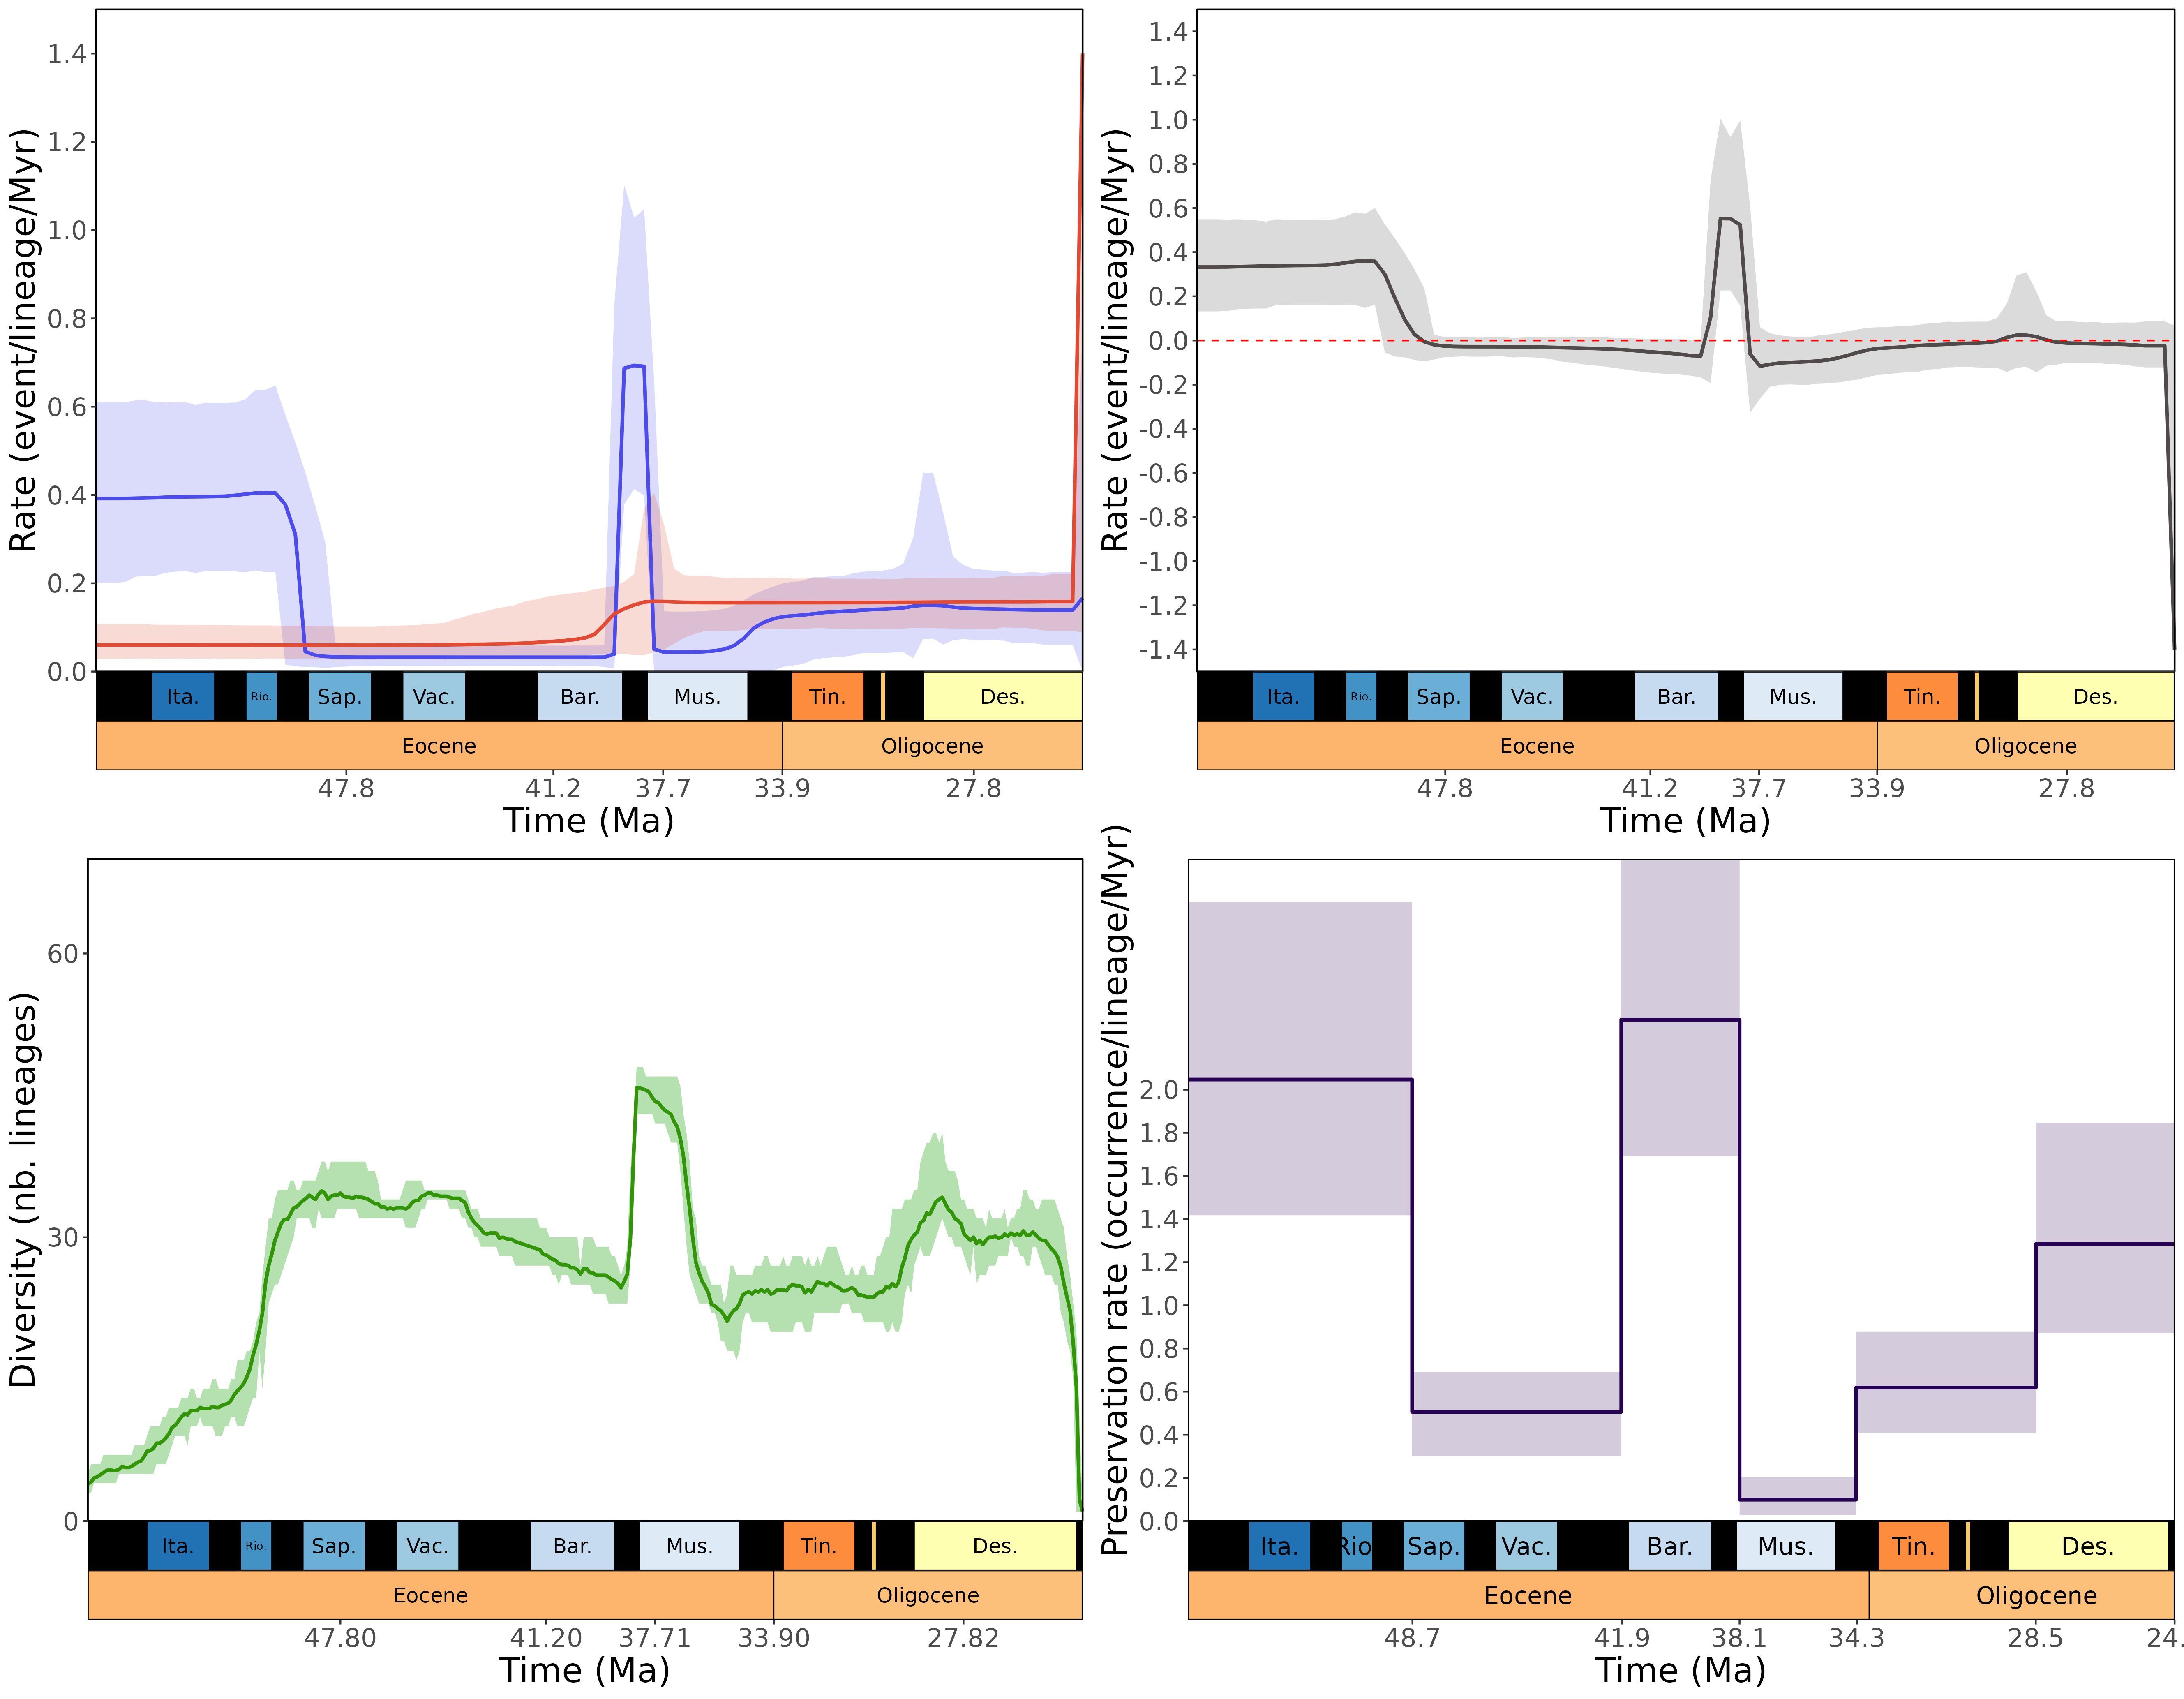 Rate (event/lineage/Myr)
1.4
1.2
1.0
0.8
0.6
0.4
0.2
0.0
Ita. Rio. Sap. Vac. Bar. Mus. Tin. Des.
Eocene Oligocene
47.8 41.2 37.7 33.9 27.8
Time (Ma)
Rate (event/lineage/Myr)
1.4
1.2
1.0
0.8
0.6
0.4
0.2
0.0
-0.2
-0.4
-0.6
-0.8
-1.0
-1.2
-1.4
Ita. Rio. Sap. Vac. Bar. Mus. Tin. Des.
Eocene Oligocene
47.8 41.2 37.7 33.9 27.8
Time (Ma)
Diversity (nb. lineages)
60
30
0
Ita. Rio. Sap. Vac. Bar. Mus. Tin. Des.
Eocene Oligocene
47.80 41.20 37.71 33.90 27.82
Time (Ma)
Preservation rate (occurrence/lineage/Myr)
2.0
1.8
1.6
1.4
1.2
1.0
0.8
0.6
0.4
0.2
0.0
Ita. Rio Sap. Vac. Bar. Mus. Tin. Des.
Eocene Oligocene
48.7 41.9 38.1 34.3 28.5 24.
Time (Ma)